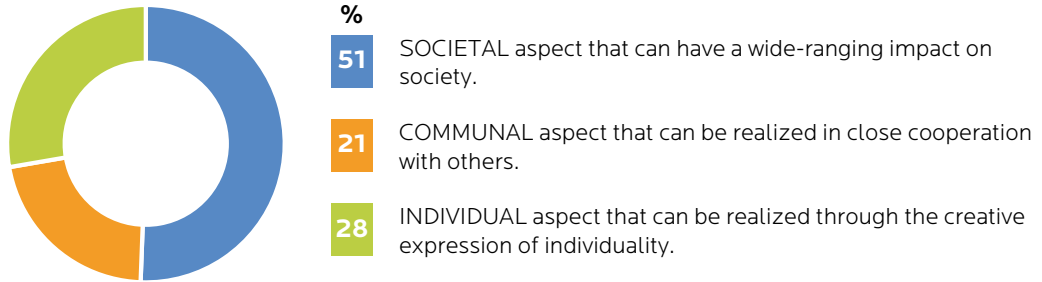 %
51
SOCIETAL aspect that can have a wide-ranging impact on
society.
21
COMMUNAL aspect that can be realized in close cooperation
with others.
28
INDIVIDUAL aspect that can be realized through the creative
expression of individuality.